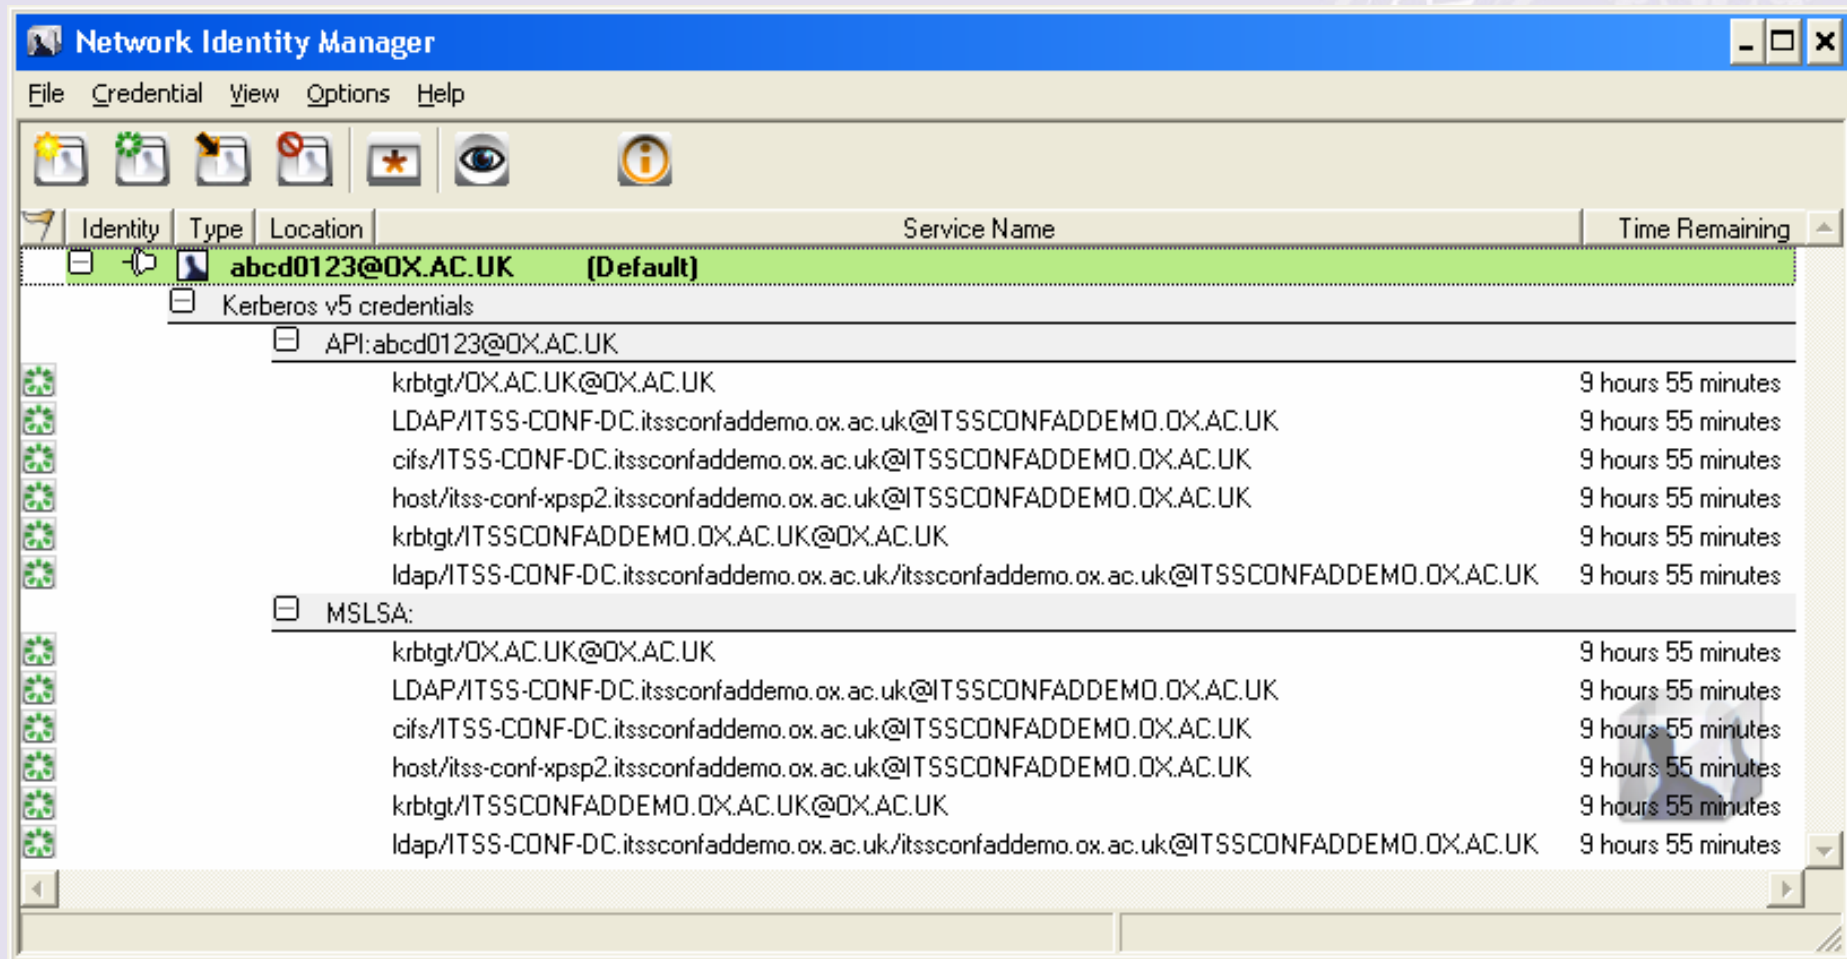 Network Identity Manager
File Credential View Options Help
Identity Type Location Service Name Time Remaining
abcd0123@OX.AC.UK (Default)
Kerberos v5 credentials
API:abcd0123@OX.AC.UK
krbtgt/OX.AC.UK@OX.AC.UK 9 hours 55 minutes
LDAP/ITSS-CONF-DC.itssconfaddemo.ox.ac.uk@ITSSCONFADDEMO.OX.AC.UK 9 hours 55 minutes
cifs/ITSS-CONF-DC.itssconfaddemo.ox.ac.uk@ITSSCONFADDEMO.OX.AC.UK 9 hours 55 minutes
host/itss-conf-xpsp2.itssconfaddemo.ox.ac.uk@ITSSCONFADDEMO.OX.AC.UK 9 hours 55 minutes
krbtgt/ITSSCONFADDEMO.OX.AC.UK@OX.AC.UK 9 hours 55 minutes
ldap/ITSS-CONF-DC.itssconfaddemo.ox.ac.uk/itssconfaddemo.ox.ac.uk@ITSSCONFADDEMO.OX.AC.UK 9 hours 55 minutes
MSLSA:
krbtgt/OX.AC.UK@OX.AC.UK 9 hours 55 minutes
LDAP/ITSS-CONF-DC.itssconfaddemo.ox.ac.uk@ITSSCONFADDEMO.OX.AC.UK 9 hours 55 minutes
cifs/ITSS-CONF-DC.itssconfaddemo.ox.ac.uk@ITSSCONFADDEMO.OX.AC.UK 9 hours 55 minutes
host/itss-conf-xpsp2.itssconfaddemo.ox.ac.uk@ITSSCONFADDEMO.OX.AC.UK 9 hours 55 minutes
krbtgt/ITSSCONFADDEMO.OX.AC.UK@OX.AC.UK 9 hours 55 minutes
ldap/ITSS-CONF-DC.itssconfaddemo.ox.ac.uk/itssconfaddemo.ox.ac.uk@ITSSCONFADDEMO.OX.AC.UK 9 hours 55 minutes